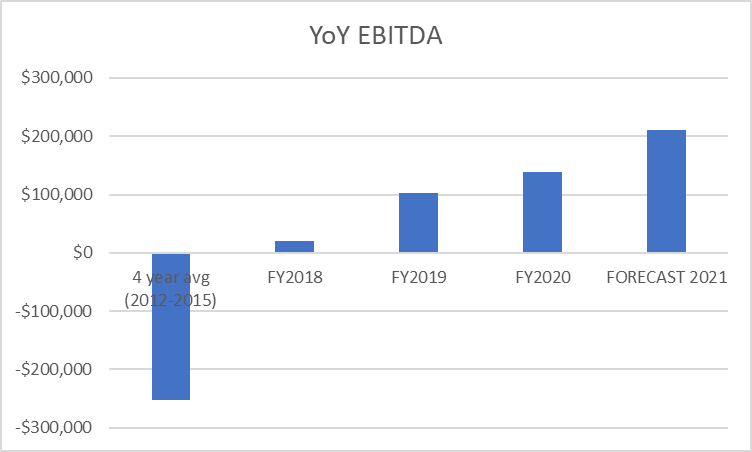 YoY EBITDA
$300,000
$200,000
$100,000
$0
-$100,000
-$200,000
-$300,000
4 year avg
(2012-2015)
FY2018
FY2019
FY2020
FORECAST 2021